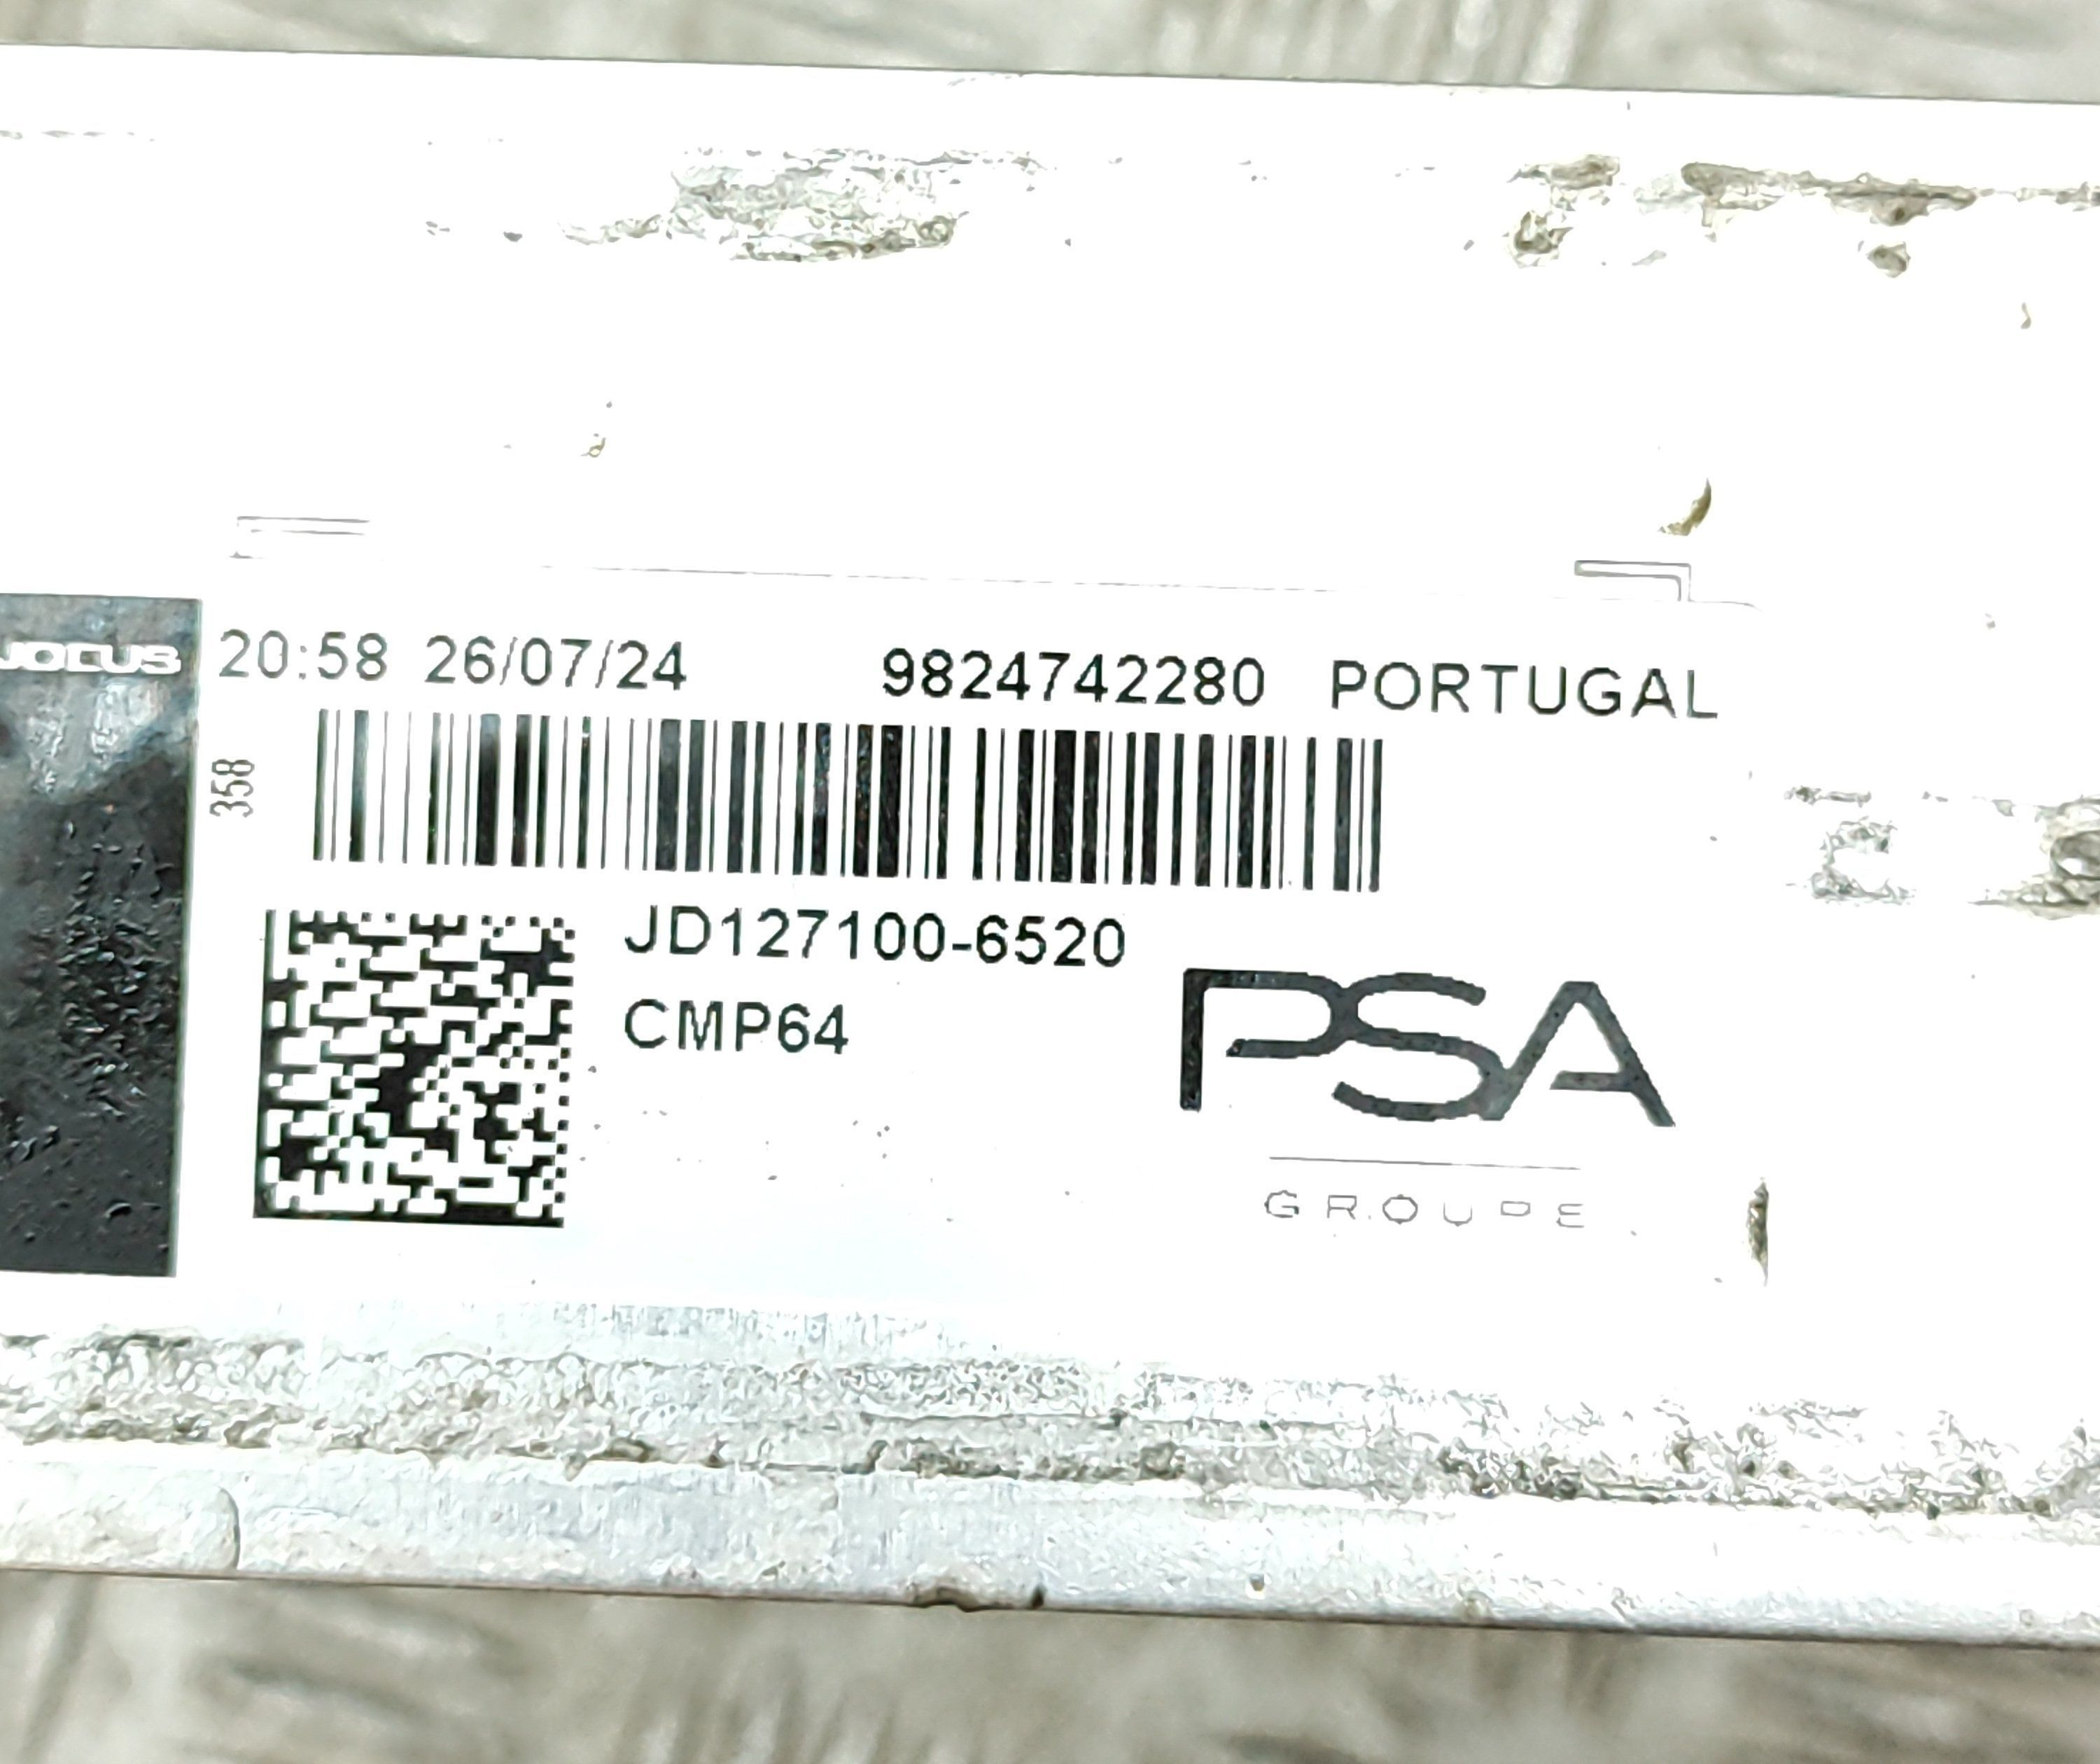 20:58 26/07/24 9824742280 PORTUGAL
358
JD127100-6520
CMP64
PSA
GROUPE